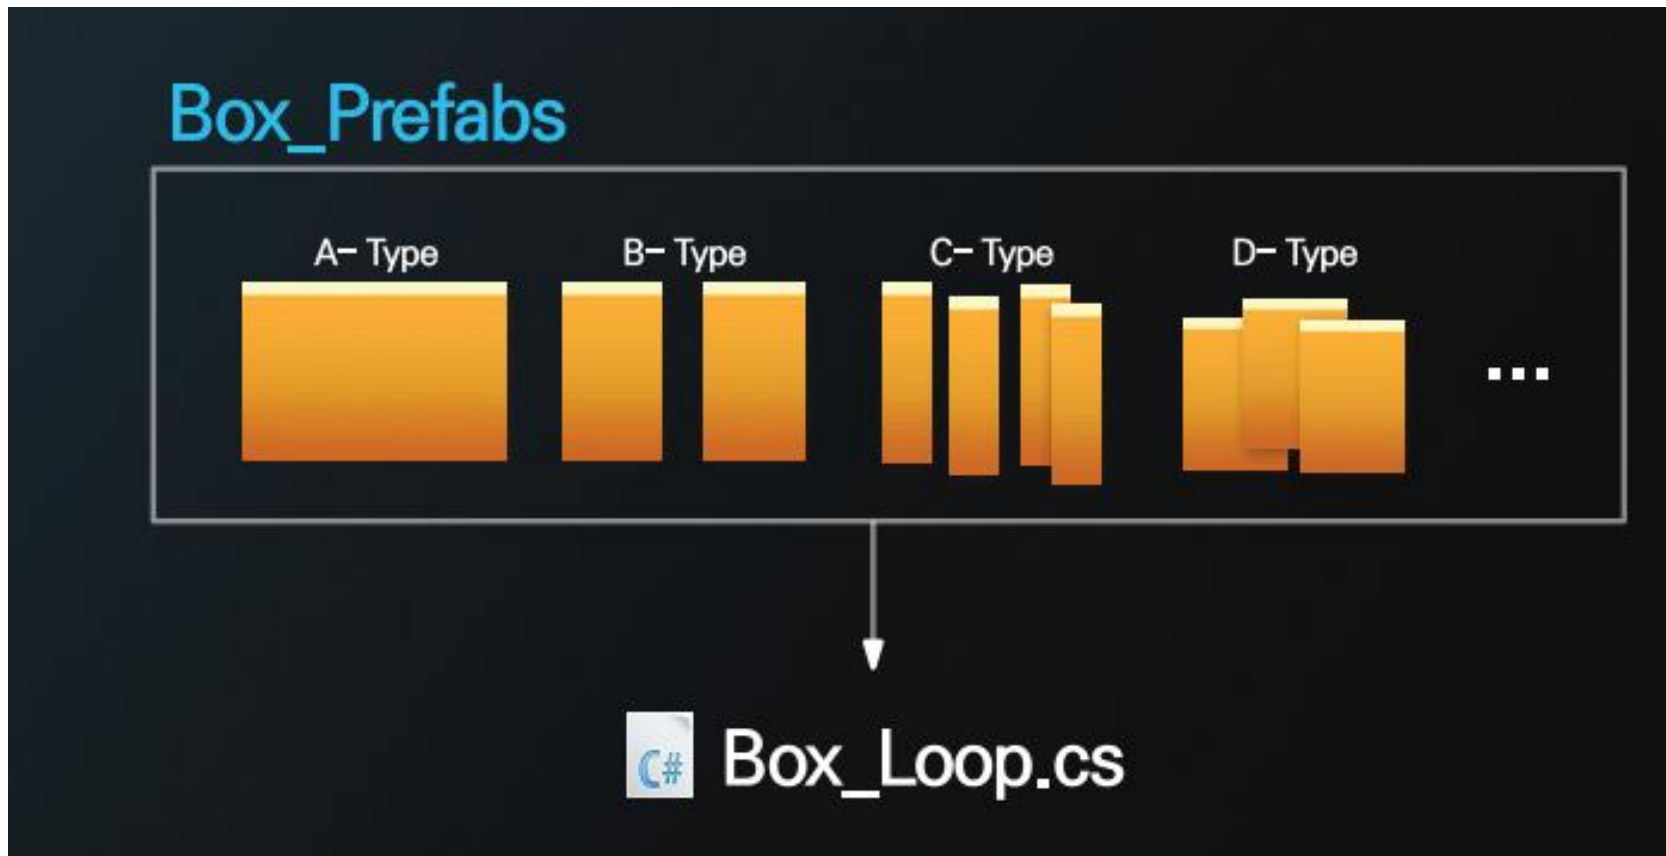 Box_Prefabs
A- Type
B- Type
C- Type
D- Type
...
C#
Box_Loop.cs